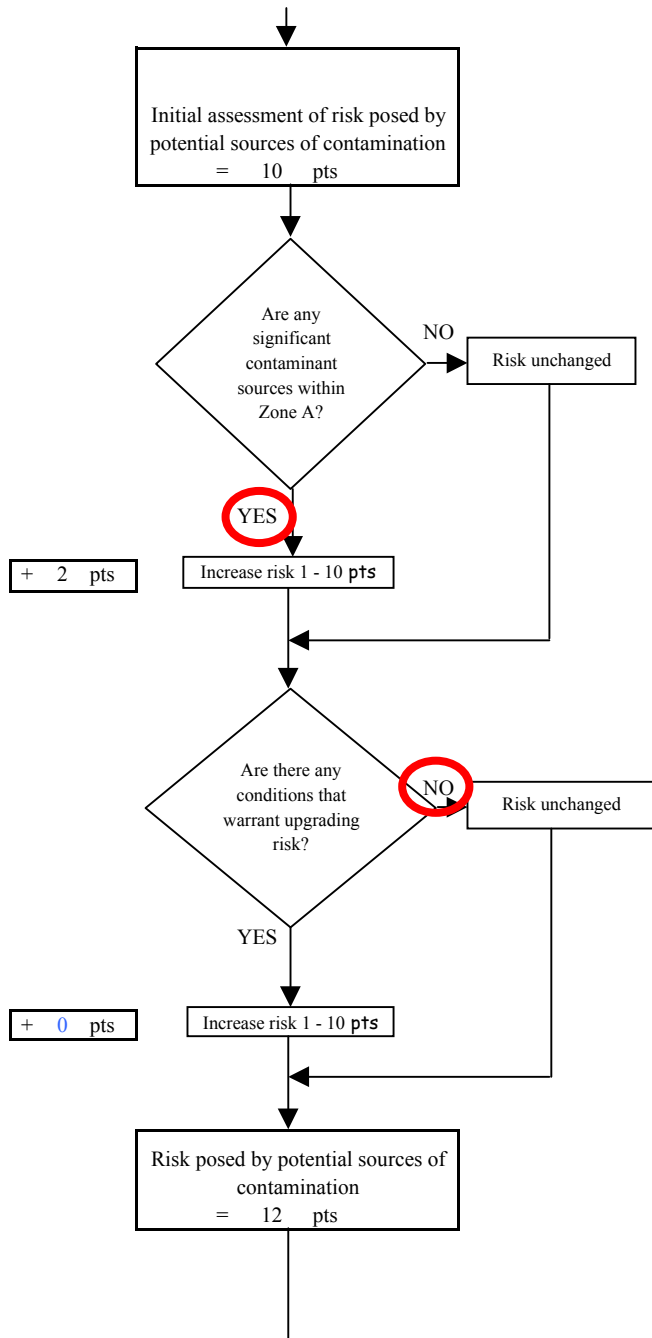 Initial assessment of risk posed by
potential sources of contamination
= 10 pts
Are any
significant
contaminant
sources within
Zone A?
NO
Risk unchanged
YES
+ 2 pts
Increase risk 1 - 10 pts
Are there any
conditions that
warrant upgrading
risk?
NO
Risk unchanged
YES
+ 0 pts
Increase risk 1 - 10 pts
Risk posed by potential sources of
contamination
= 12 pts